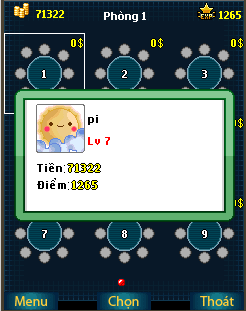 71322 Phòng 1 EXP 1265
0$ 0$ 0$
1 2 3
pi
Lv 7
Tiền:71322
Điểm:1265
$
$
7 8 9
Menu Chọn Thoát